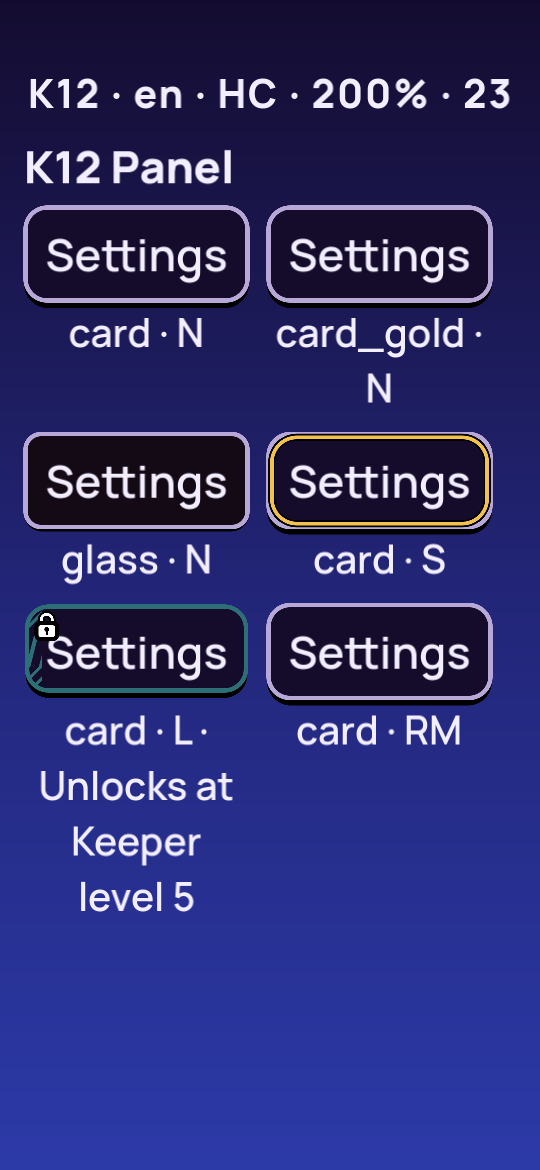 K12 · en · HC · 200% · 23
K12 Panel
Settings
Settings
card · N
card_gold ·
N
Settings
Settings
glass · N
card · S
Settings
Settings
card · L ·
Unlocks at
Keeper
level 5
card · RM